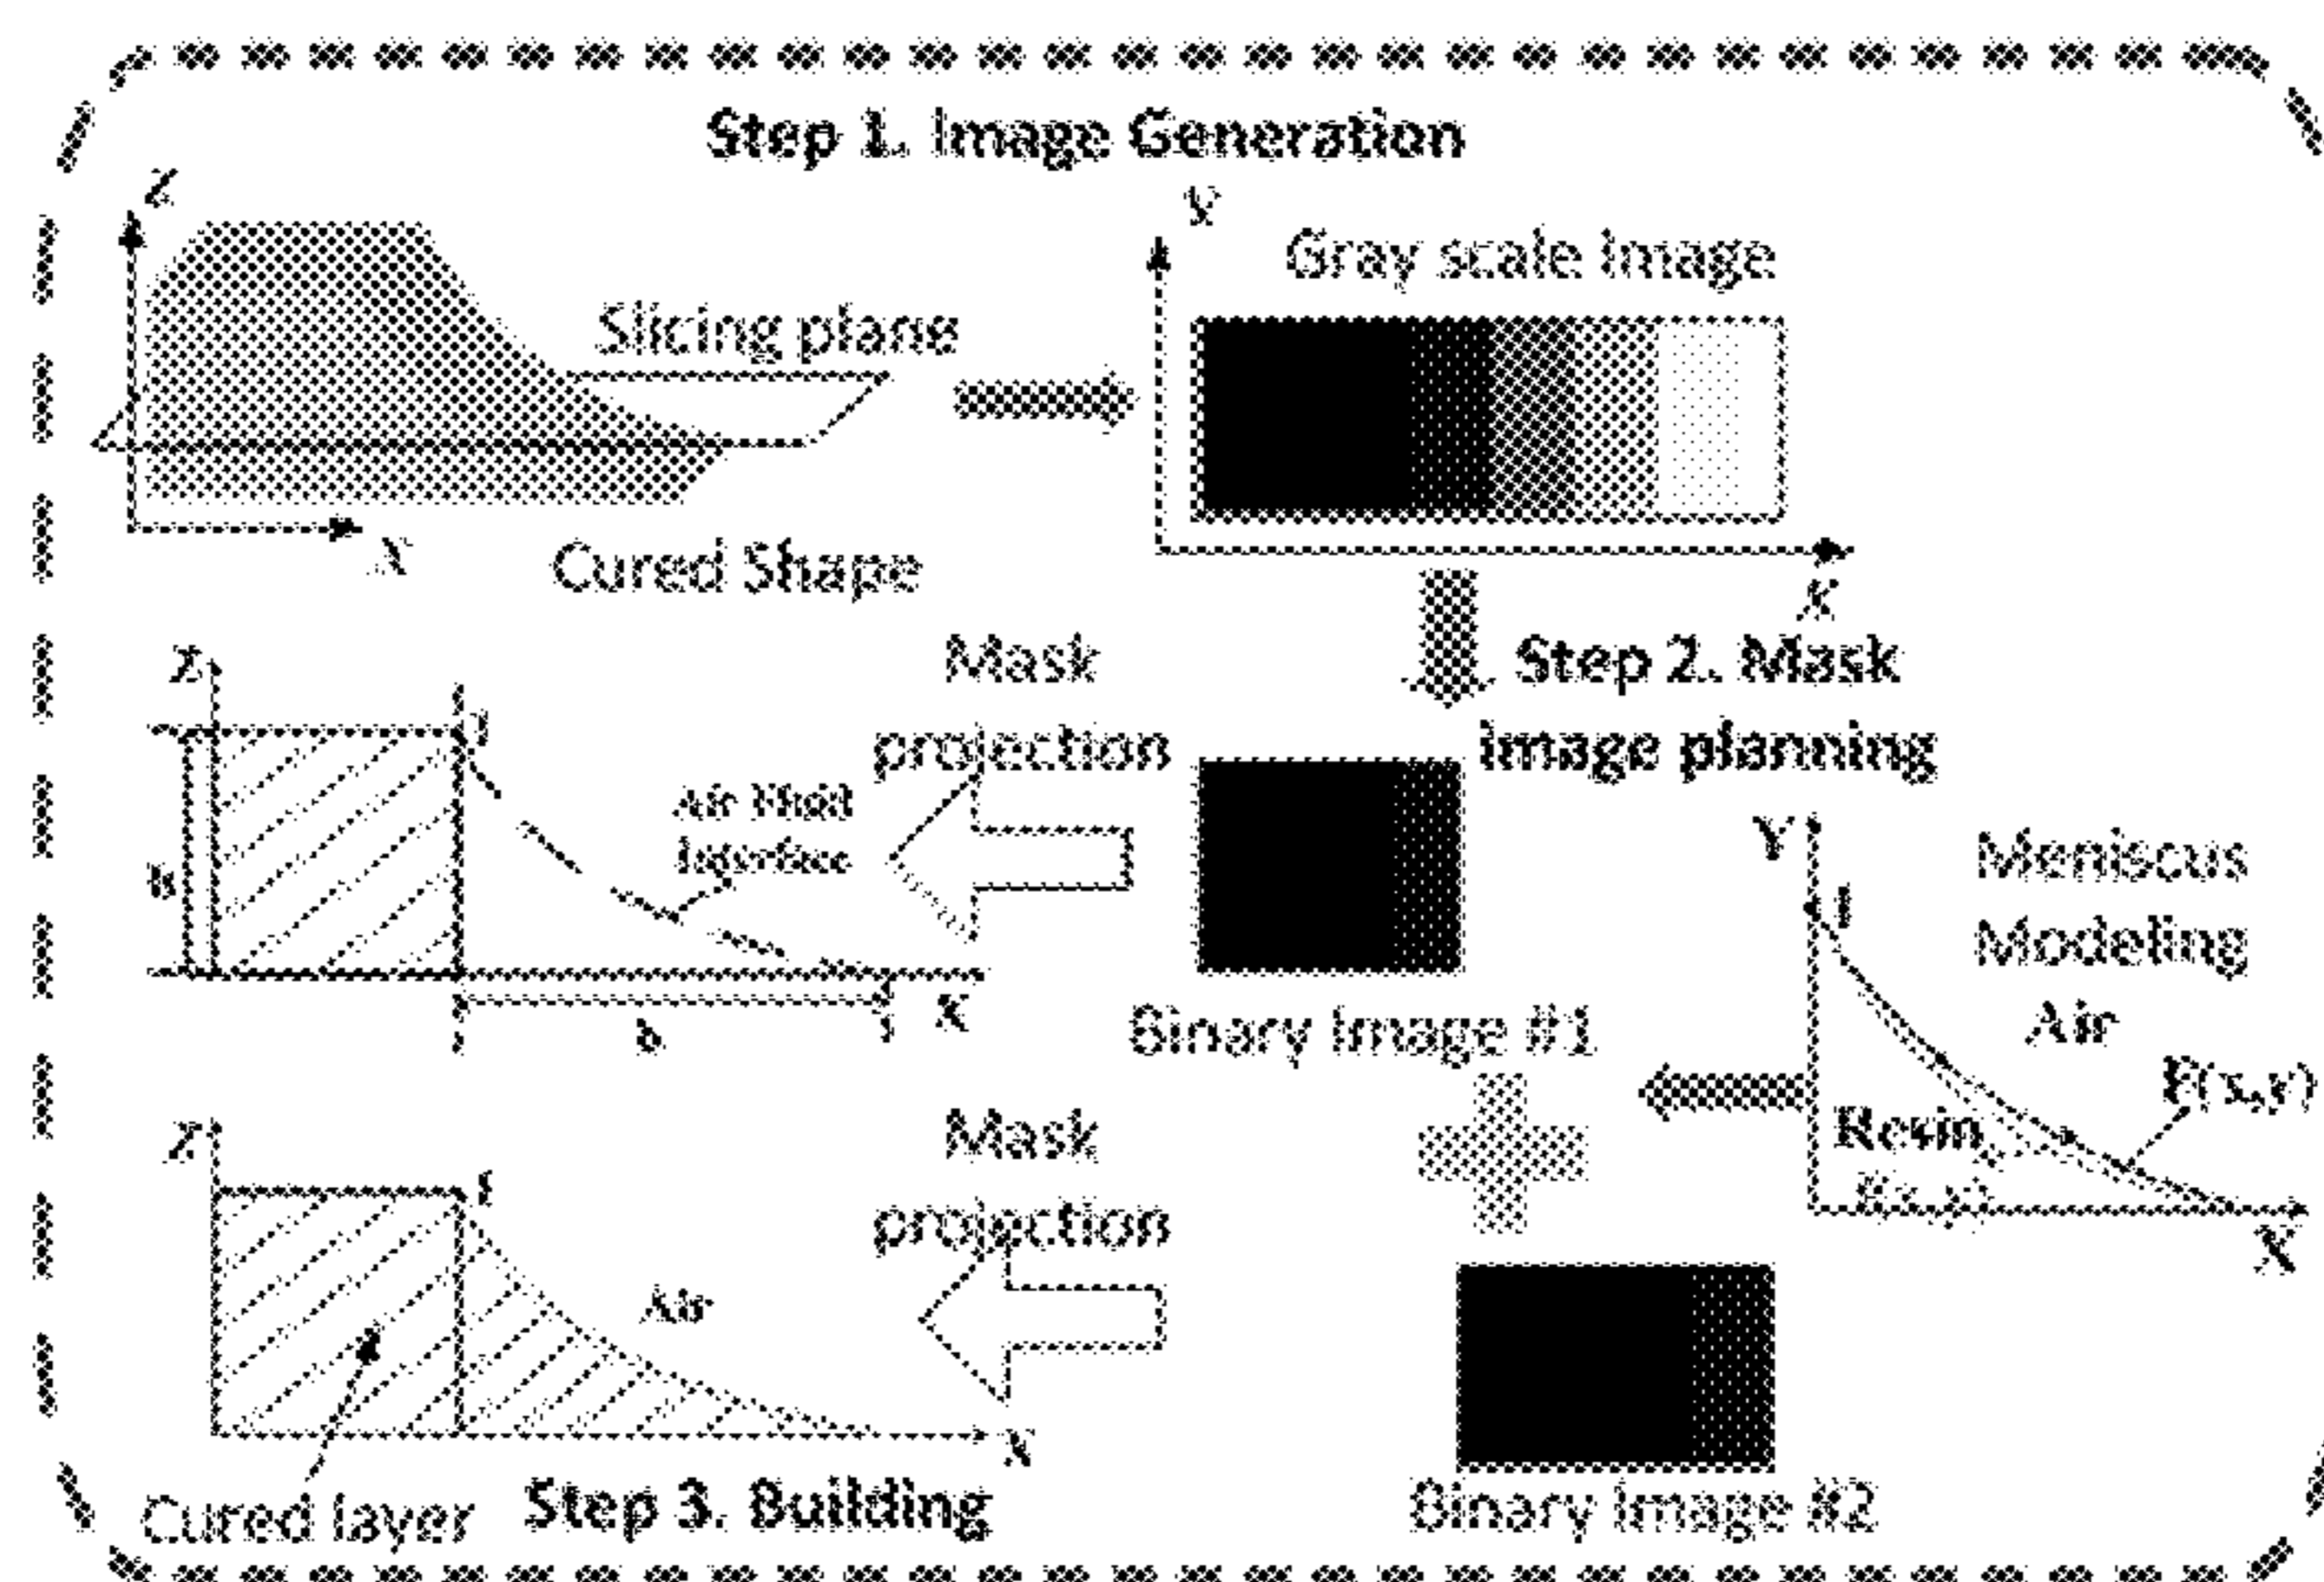 Step 1. Image Generation
Z
Y
Gray scale Image
Slicing plane
X
Cured Shape
X
Mask
projection
Step 2. Mask
image planning
Z
Air Fluid
Interface
X
b
Binary Image #1
Y
Meniscus
Modeling
Air
F(x,y)
Resin
X
Z
Mask
projection
Air
X
Cured layer
Step 3. Building
Binary Image #2